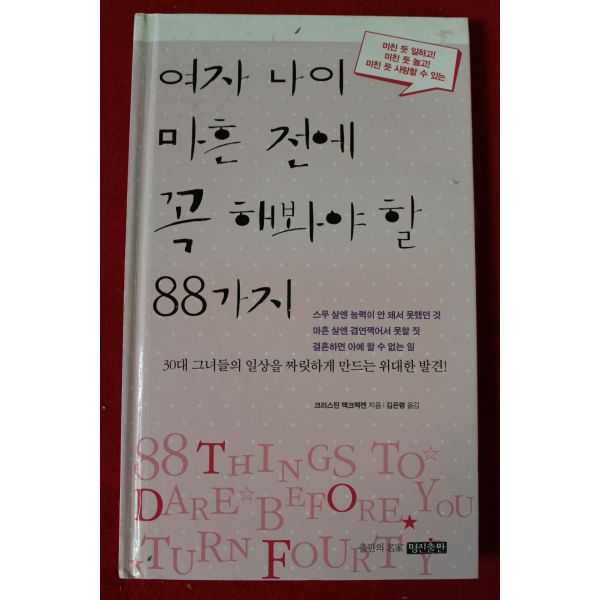 미친 듯 일하고!
미친 듯 놀고!
미친 듯 사랑할 수 있는
여자 나이
마흔 전에
꼭 해봐야 할
88가지
스무 살엔 능력이 안 돼서 못했던 것
마흔 살엔 겸연쩍어서 못할 짓
결혼하면 아예 할 수 없는 일
30대 그녀들의 일상을 짜릿하게 만드는 위대한 발견!
크리스틴 맥크렉켄 지음 | 김은령 옮김
88 THINGS TO☆
DARE☆BEFORE YOU
☆TURN FOURTY
출판의 名家 명진출판